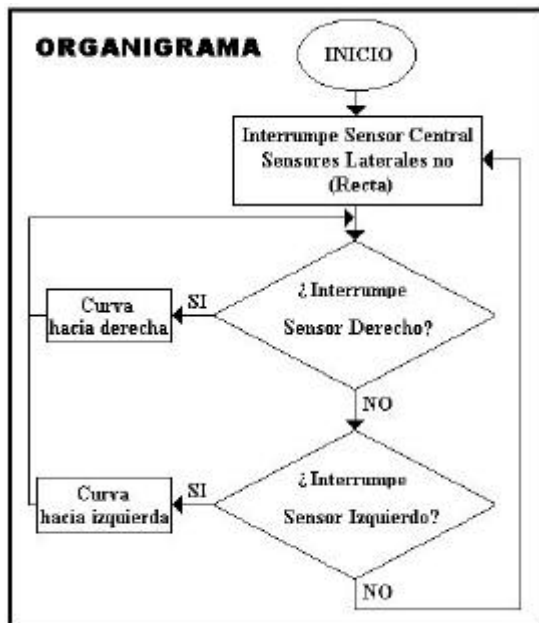 ORGANIGRAMA
INICIO
Interrumpe Sensor Central
Sensores Laterales no
(Recta)
¿Interrumpe
Sensor Derecho?
SI
Curva
hacia derecha
NO
¿Interrumpe
Sensor Izquierdo?
SI
Curva
hacia izquierda
NO